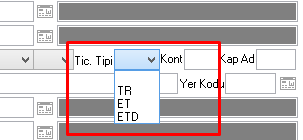 Tic. Tipi Kont Kap Ad
TR Yer Kodu
ET
ETD